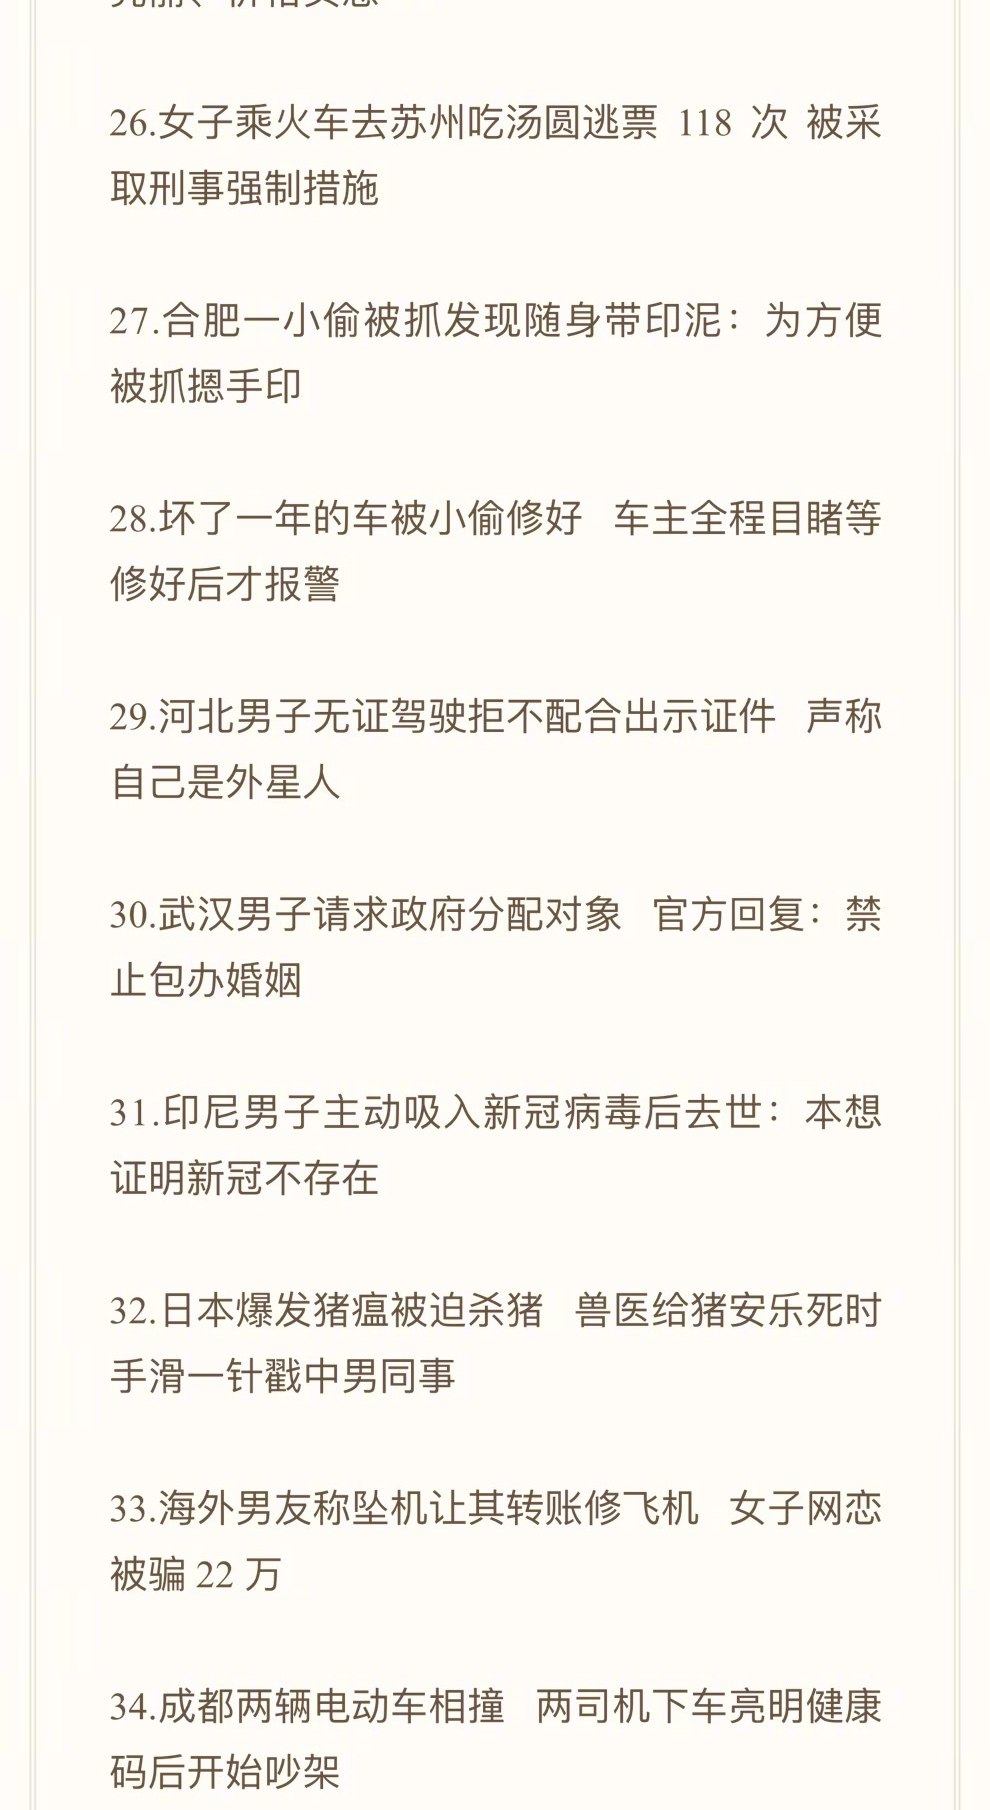 26.女子乘火车去苏州吃汤圆逃票 118 次 被采
取刑事强制措施
27.合肥一小偷被抓发现随身带印泥：为方便
被抓摁手印
28.坏了一年的车被小偷修好 车主全程目睹等
修好后才报警
29.河北男子无证驾驶拒不配合出示证件 声称
自己是外星人
30.武汉男子请求政府分配对象 官方回复：禁
止包办婚姻
31.印尼男子主动吸入新冠病毒后去世：本想
证明新冠不存在
32.日本爆发猪瘟被迫杀猪 兽医给猪安乐死时
手滑一针戳中男同事
33.海外男友称坠机让其转账修飞机 女子网恋
被骗 22 万
34.成都两辆电动车相撞 两司机下车亮明健康
码后开始吵架